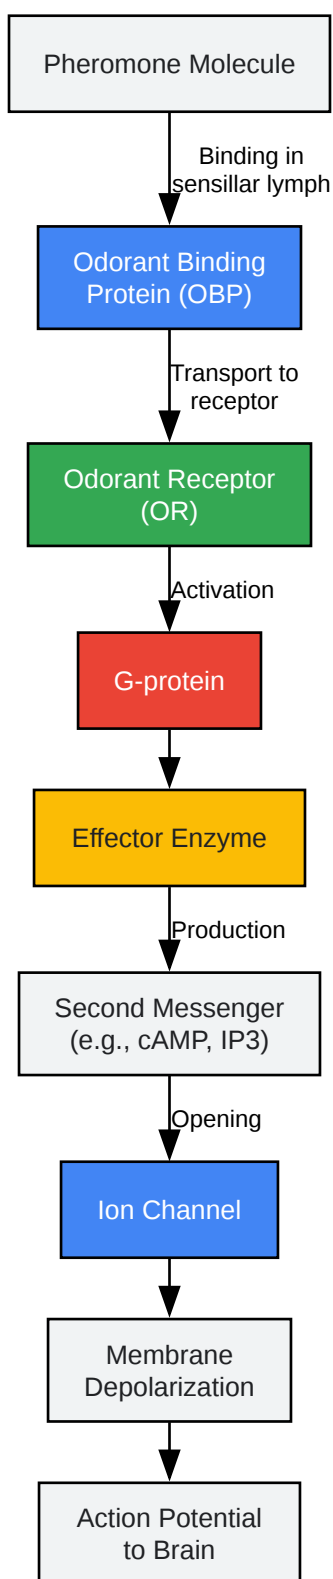 Pheromone Molecule
Binding in
sensillar lymph
Odorant Binding
Protein (OBP)
Transport to
receptor
Odorant Receptor
(OR)
Activation
G-protein
Effector Enzyme
Production
Second Messenger
(e.g., cAMP, IP3)
Opening
Ion Channel
Membrane
Depolarization
Action Potential
to Brain